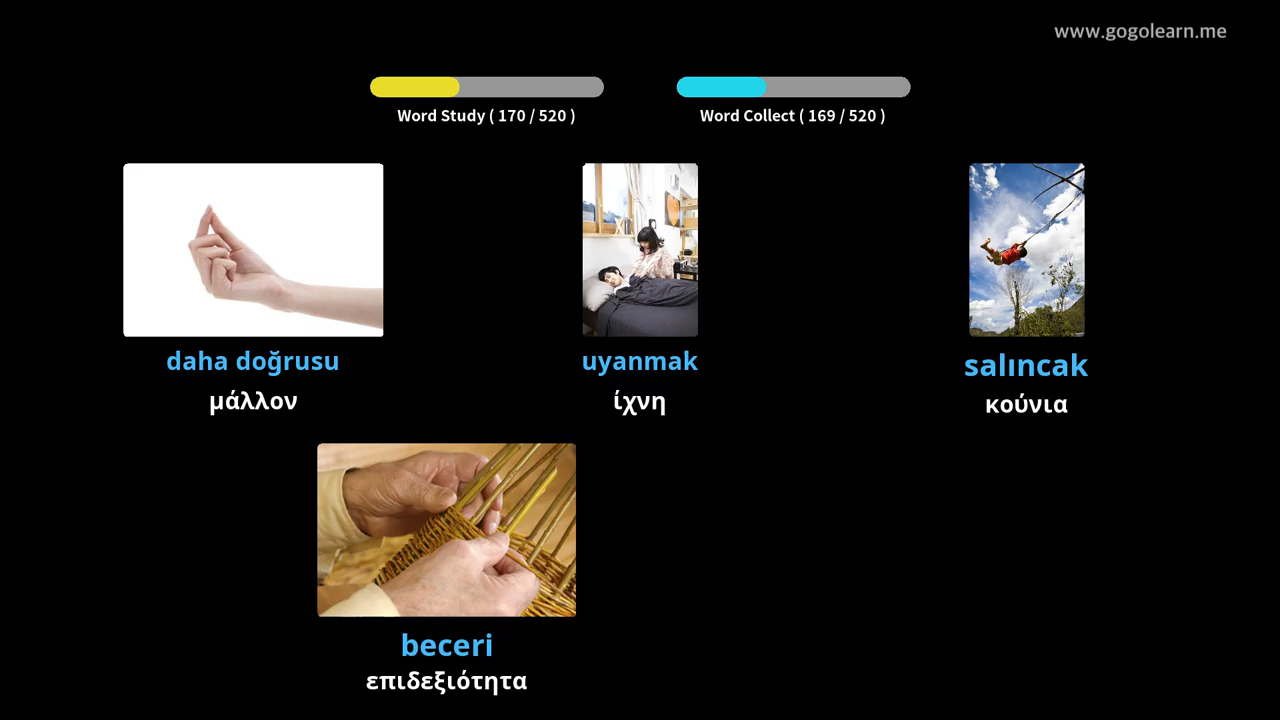 www.gogolearn.me
Word Study ( 170 / 520 )
Word Collect ( 169 / 520 )
daha doğrusu
μάλλον
uyanmak
ίχνη
salıncak
κούνια
beceri
επιδεξιότητα